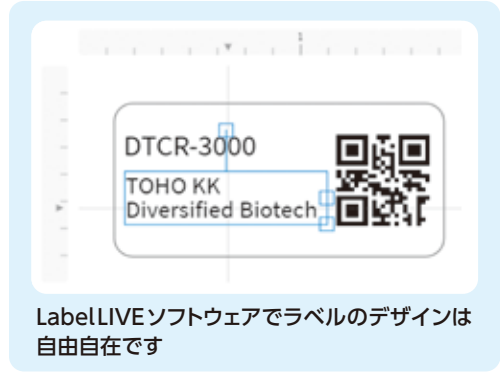 DTCR-3000
TOHO KK
Diversified Biotech
LabelLIVEソフトウェアでラベルのデザインは
自由自在です